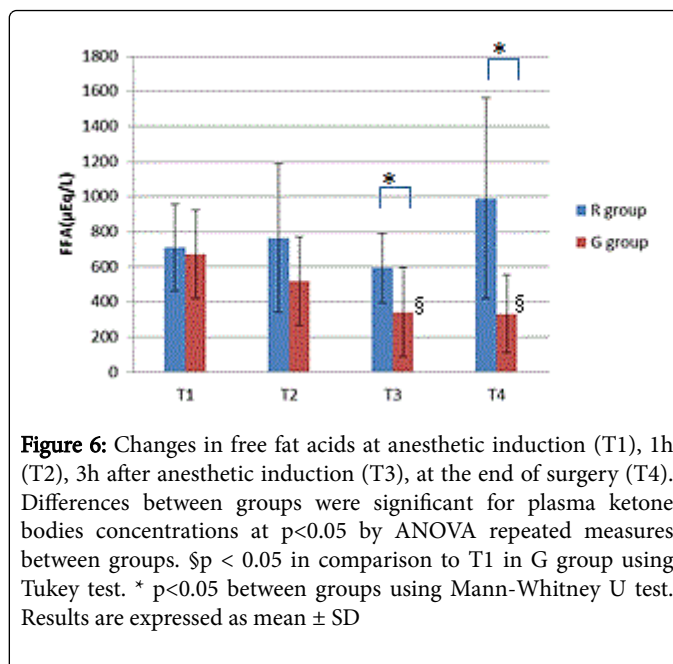 1800
1600
1400
1200
1000
800
600
400
200
0
FFA(µEq/L)
*
*
§
§
T1 T2 T3 T4
R group
G group
Figure 6: Changes in free fat acids at anesthetic induction (T1), 1h
(T2), 3h after anesthetic induction (T3), at the end of surgery (T4).
Differences between groups were significant for plasma ketone
bodies concentrations at p<0.05 by ANOVA repeated measures
between groups. §p < 0.05 in comparison to T1 in G group using
Tukey test. * p<0.05 between groups using Mann-Whitney U test.
Results are expressed as mean ± SD